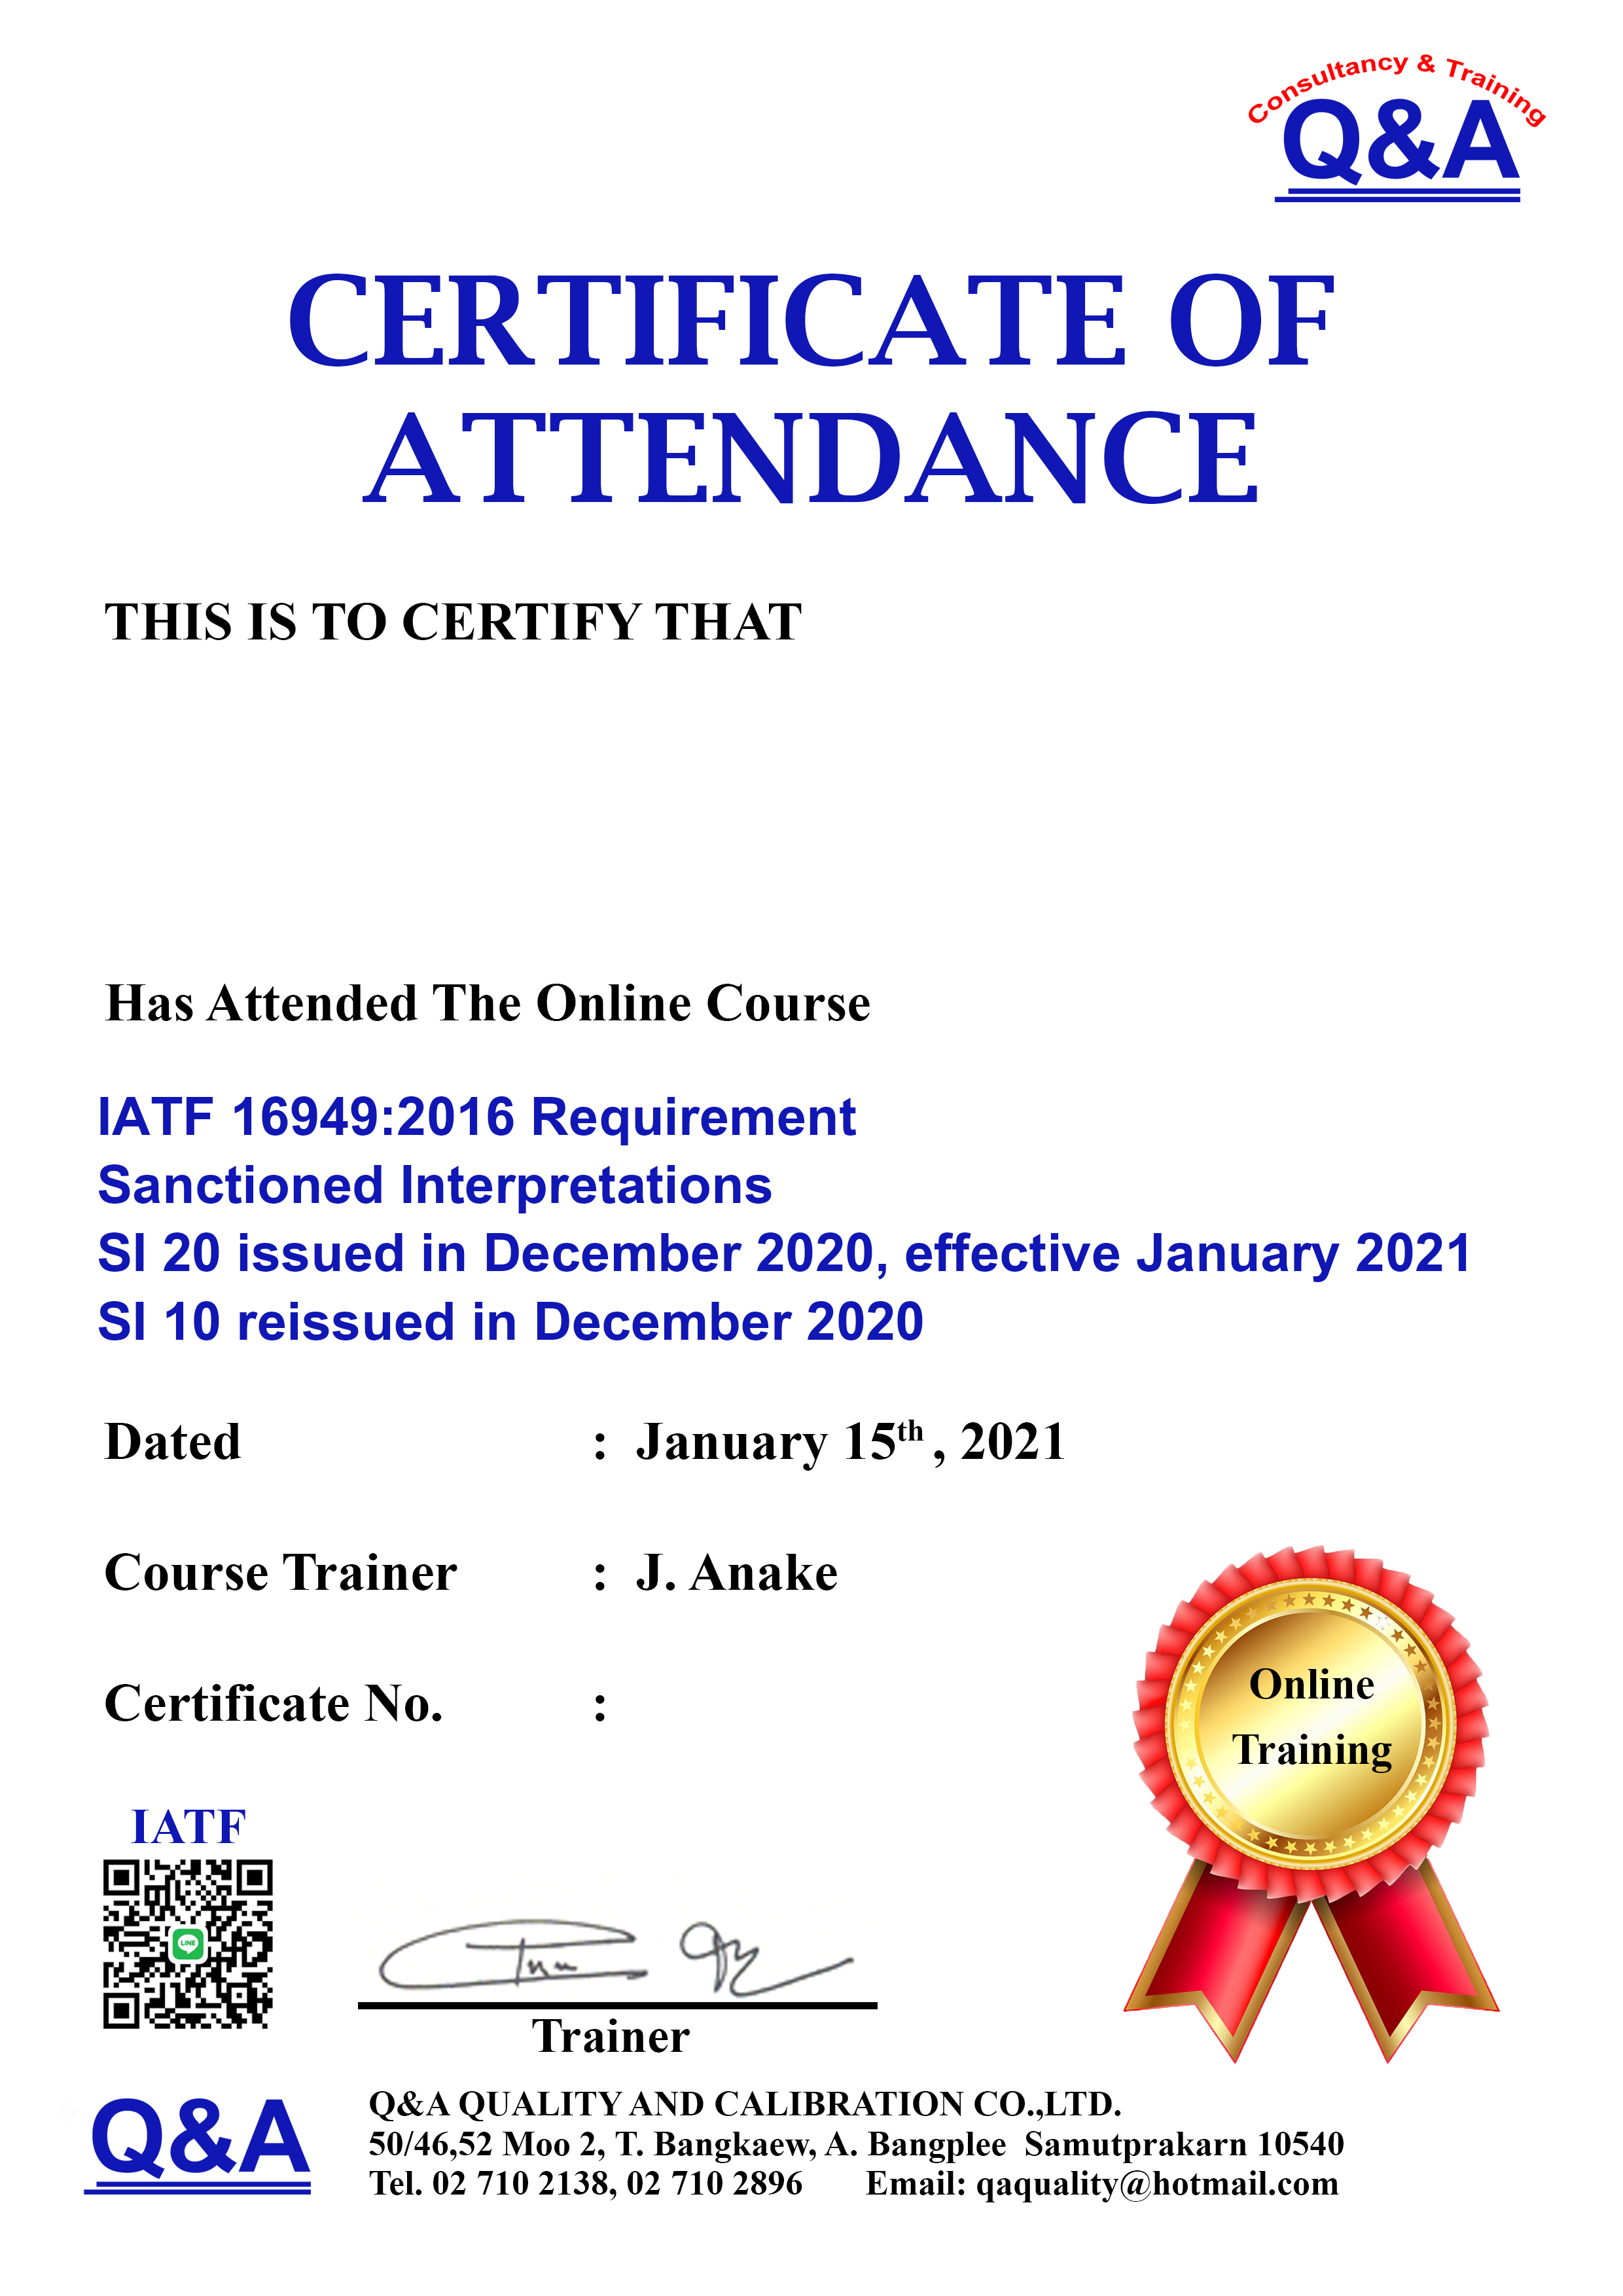 Consultancy & Training
Q&A
CERTIFICATE OF
ATTENDANCE
THIS IS TO CERTIFY THAT
Has Attended The Online Course
IATF 16949:2016 Requirement
Sanctioned Interpretations
SI 20 issued in December 2020, effective January 2021
SI 10 reissued in December 2020
Dated : January 15th , 2021
Course Trainer : J. Anake
Certificate No. :
Online
Training
IATF
LINE
Trainer
Q&A
Q&A QUALITY AND CALIBRATION CO.,LTD.
50/46,52 Moo 2, T. Bangkaew, A. Bangplee Samutprakarn 10540
Tel. 02 710 2138, 02 710 2896 Email: qaquality@hotmail.com